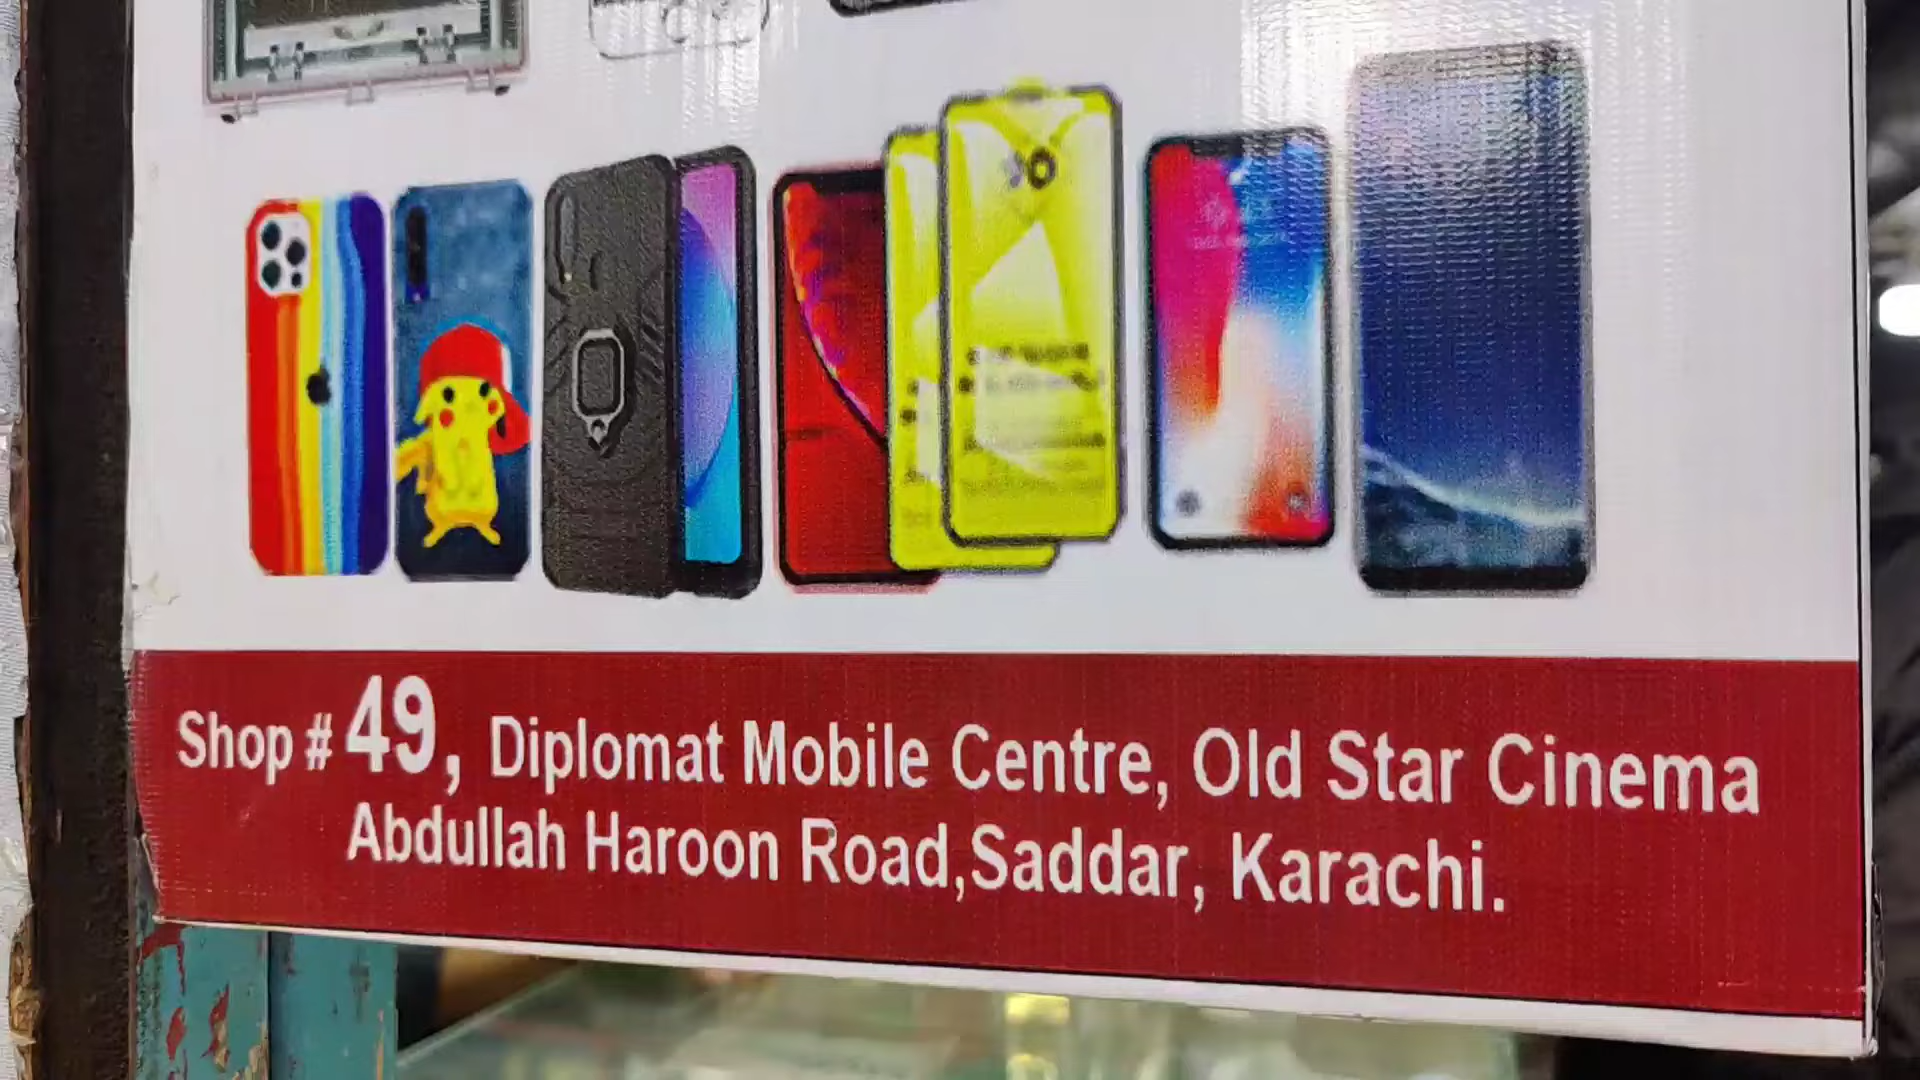 Shop # 49, Diplomat Mobile Centre, Old Star Cinema
Abdullah Haroon Road,Saddar, Karachi.